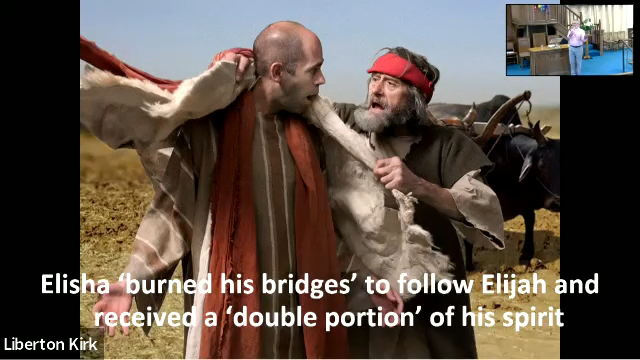 Elisha ‘burned his bridges’ to follow Elijah and
received a ‘double portion’ of his spirit
Liberton Kirk